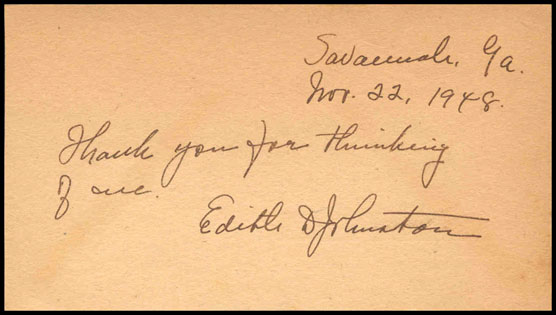 Savannah, Ga.
Nov. 22, 1948.
Thank you for thinking
of me.
Edith D Johnston